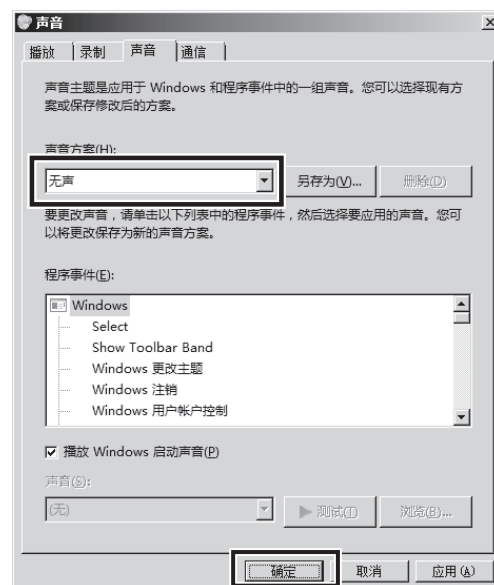 声音
播放 录制 声音 通信
声音主题是应用于 Windows 和程序事件中的一组声音。您可以选择现有方
案或保存修改后的方案。
声音方案(H):
无声 另存为(V)... 删除(D)
要更改声音，请单击以下列表中的程序事件，然后选择要应用的声音。您可
以将更改保存为新的声音方案。
程序事件(E):
Windows
Select
Show Toolbar Band
Windows 更改主题
Windows 注销
Windows 用户帐户控制
播放 Windows 启动声音(P)
声音(S):
(无) 测试(T) 浏览(B)...
确定 取消 应用(A)